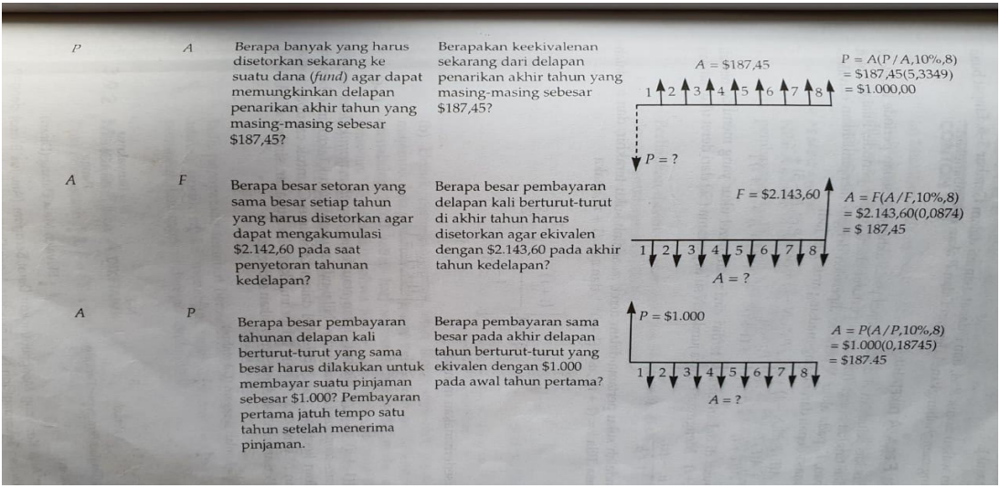 P
A
Berapa banyak yang harus
disetorkan sekarang ke
suatu dana (fund) agar dapat
memungkinkan delapan
penarikan akhir tahun yang
masing-masing sebesar
$187,45?
Berapakan keekivalenan
sekarang dari delapan
penarikan akhir tahun yang
masing-masing sebesar
$187,45?
A = $187,45
1 2 3 4 5 6 7 8
P = ?
P = A(P/A,10%,8)
= $187,45(5,3349)
= $1.000,00
A
F
Berapa besar setoran yang
sama besar setiap tahun
yang harus disetorkan agar
dapat mengakumulasi
$2.142,60 pada saat
penyetoran tahunan
kedelapan?
Berapa besar pembayaran
delapan kali berturut-turut
di akhir tahun harus
disetorkan agar ekivalen
dengan $2.143,60 pada akhir
tahun kedelapan?
F = $2.143,60
1 2 3 4 5 6 7 8
A = ?
A = F(A/F,10%,8)
= $2.143,60(0,0874)
= $ 187,45
A
P
Berapa besar pembayaran
tahunan delapan kali
berturut-turut yang sama
besar harus dilakukan untuk
membayar suatu pinjaman
sebesar $1.000? Pembayaran
pertama jatuh tempo satu
tahun setelah menerima
pinjaman.
Berapa pembayaran sama
besar pada akhir delapan
tahun berturut-turut yang
ekivalen dengan $1.000
pada awal tahun pertama?
P = $1.000
1 2 3 4 5 6 7 8
A = ?
A = P(A/P,10%,8)
= $1.000(0,18745)
= $187.45